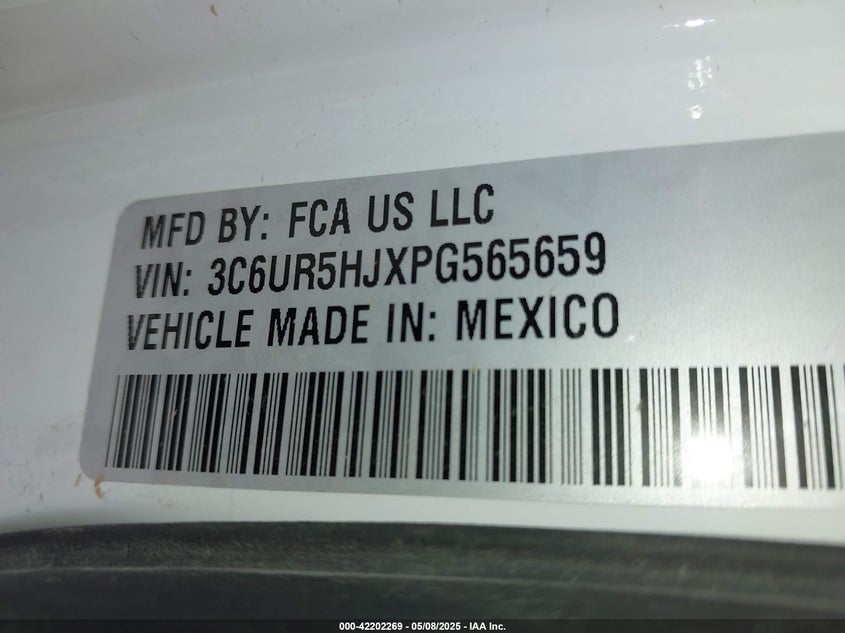 MFD BY: FCA US LLC
VIN: 3C6UR5HJXPG565659
VEHICLE MADE IN: MEXICO
000-42202269 - 05/08/2025 - IAA Inc.